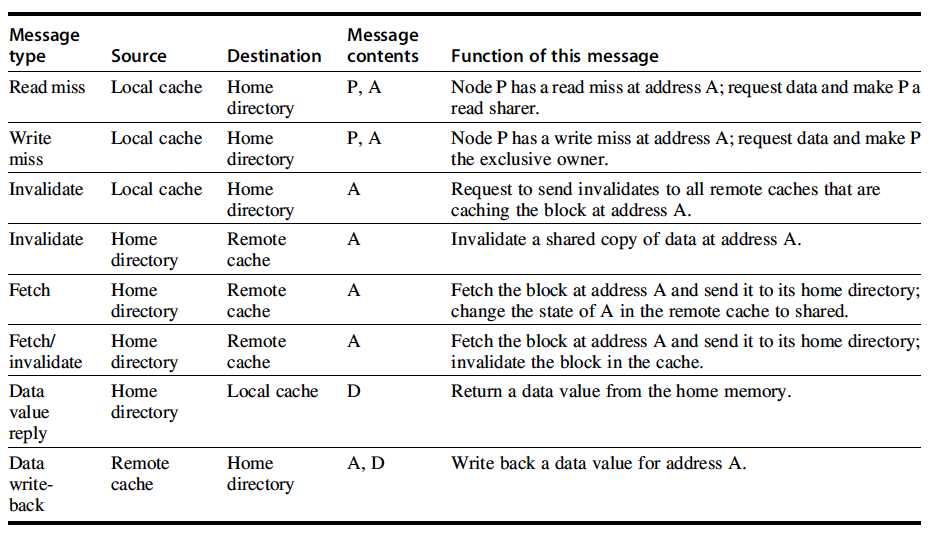 Message type Source Destination Message contents Function of this message
Read miss Local cache Home directory P, A Node P has a read miss at address A; request data and make P a read sharer.
Write miss Local cache Home directory P, A Node P has a write miss at address A; request data and make P the exclusive owner.
Invalidate Local cache Home directory A Request to send invalidates to all remote caches that are caching the block at address A.
Invalidate Home directory Remote cache A Invalidate a shared copy of data at address A.
Fetch Home directory Remote cache A Fetch the block at address A and send it to its home directory; change the state of A in the remote cache to shared.
Fetch/ invalidate Home directory Remote cache A Fetch the block at address A and send it to its home directory; invalidate the block in the cache.
Data value reply Home directory Local cache D Return a data value from the home memory.
Data write-back Remote cache Home directory A, D Write back a data value for address A.